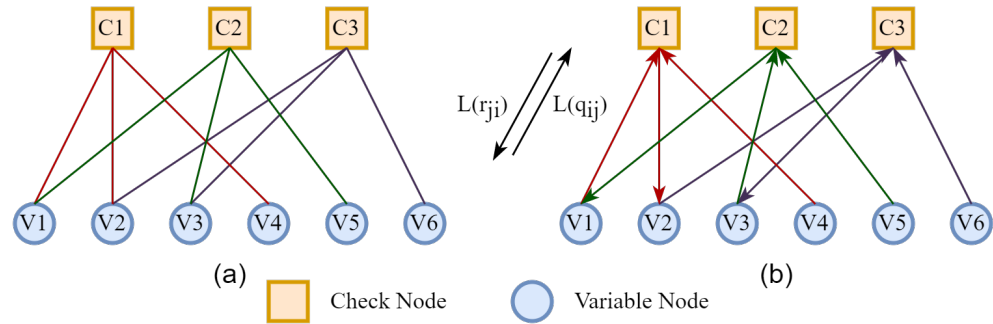 C1 C2 C3 C1 C2 C3
L(rji) L(qij)
V1 V2 V3 V4 V5 V6 V1 V2 V3 V4 V5 V6
(a) (b)
Check Node Variable Node